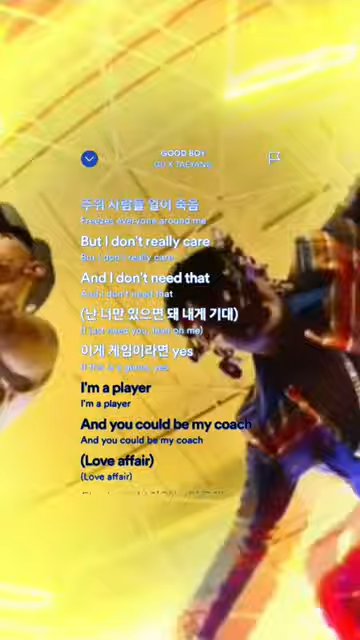 GOOD BOY
GD X TAEYANG
주위 사람들 얼이 죽음
Freezes everyone around me
But I don't really care
But I don't really care
And I don't need that
And I don't need that
(난 너만 있으면 돼 내게 기대)
(I just need you, lean on me)
이게 게임이라면 yes
If this is a game, yes
I'm a player
I'm a player
And you could be my coach
And you could be my coach
(Love affair)
(Love affair)